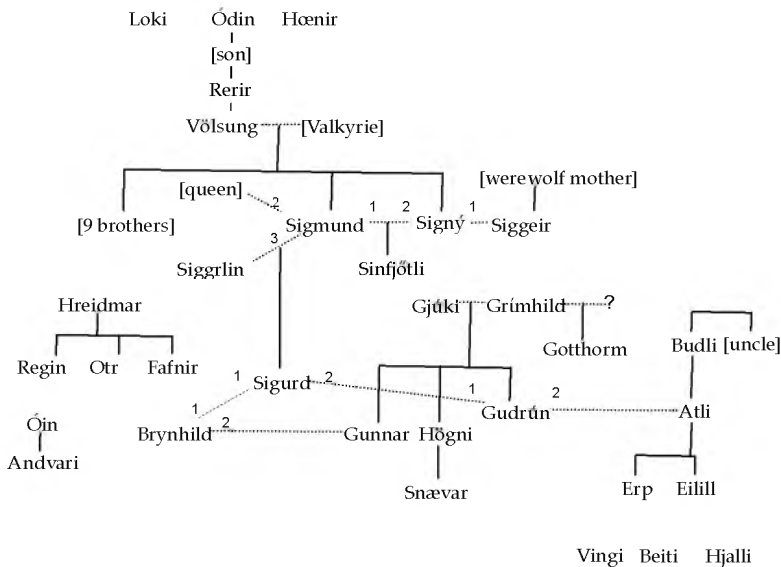 Loki Ódin Hœnir
[son]
Rerir
Völsung [Valkyrie]
[queen] [werewolf mother]
2 1 2 1
[9 brothers] Sigmund Signý Siggeir
3
Siggrlin Sinfjötli
Hreidmar Gjúki Grímhild ?
Regin Otr Fafnir Gotthorm Budli [uncle]
1 Sigurd 2 1 Gudrún 2 Atli
1 2
Óin Brynhild Gunnar Högni
Andvari
Snævar Erp Eilill
Vingi Beiti Hjalli